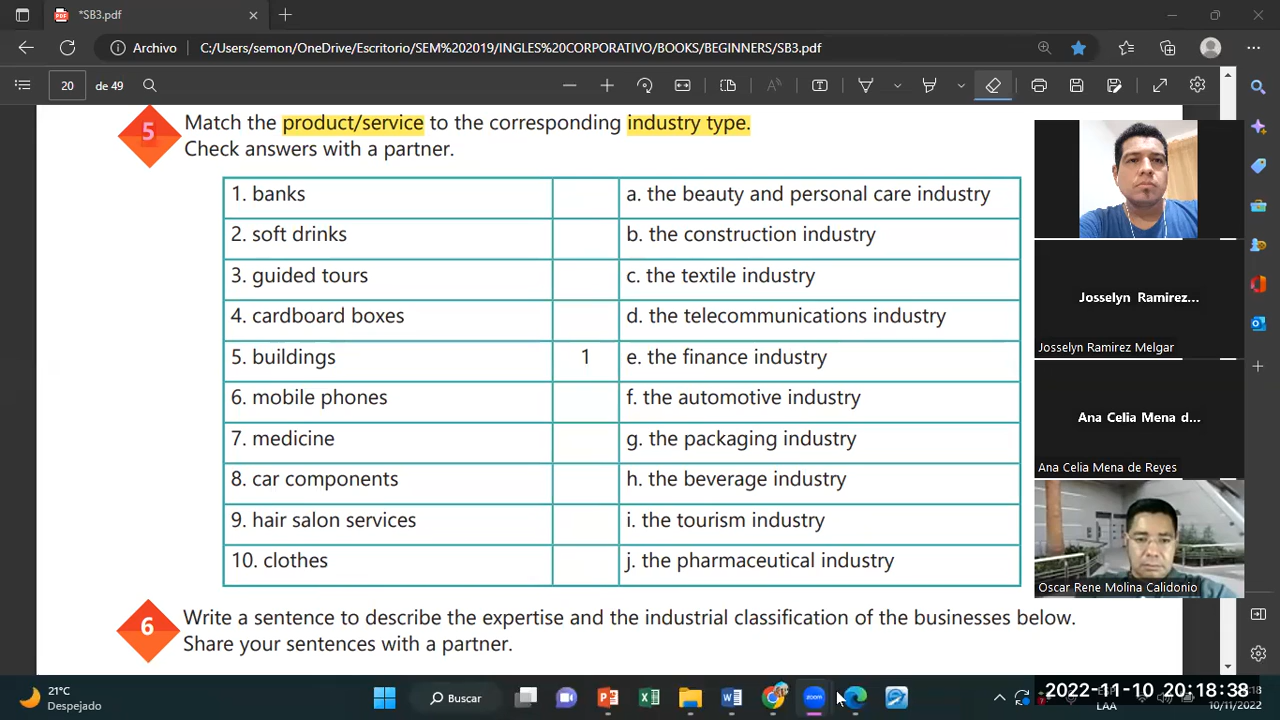 *SB3.pdf
Archivo
C:/Users/semon/OneDrive/Escritorio/SEM%202019/INGLES%20CORPORATIVO/BOOKS/BEGINNERS/SB3.pdf
20 de 49
5 Match the product/service to the corresponding industry type.
Check answers with a partner.
1. banks a. the beauty and personal care industry
2. soft drinks b. the construction industry
3. guided tours c. the textile industry
4. cardboard boxes d. the telecommunications industry
5. buildings 1 e. the finance industry
6. mobile phones f. the automotive industry
7. medicine g. the packaging industry
8. car components h. the beverage industry
9. hair salon services i. the tourism industry
10. clothes j. the pharmaceutical industry
6 Write a sentence to describe the expertise and the industrial classification of the businesses below.
Share your sentences with a partner.
Josselyn Ramirez...
Josselyn Ramirez Melgar
Ana Celia Mena d...
Ana Celia Mena de Reyes
Oscar Rene Molina Calidonio
21°C
Despejado
Buscar
zoom
LAA
2022-11-10 20:18:38
10/11/2022